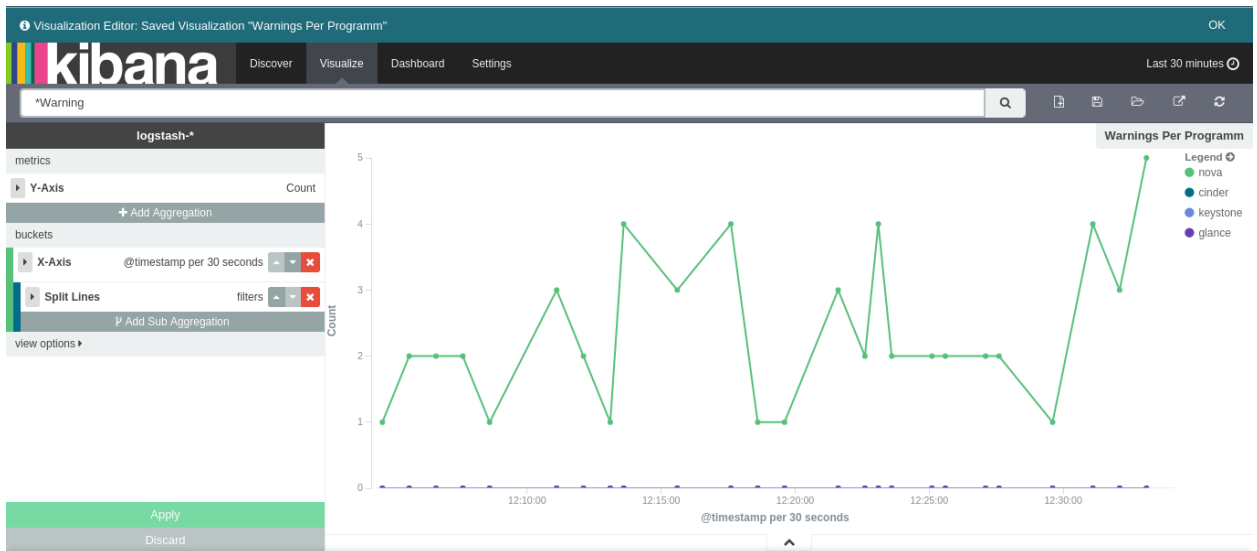 Visualization Editor: Saved Visualization "Warnings Per Programm"
OK
kibana
Discover
Visualize
Dashboard
Settings
Last 30 minutes
*Warning
logstash-*
metrics
Y-Axis
Count
Add Aggregation
buckets
X-Axis
@timestamp per 30 seconds
Split Lines
filters
Add Sub Aggregation
view options
Apply
Discard
Warnings Per Programm
Legend
nova
cinder
keystone
glance
5
4
3
2
1
0
Count
12:10:00
12:15:00
12:20:00
12:25:00
12:30:00
@timestamp per 30 seconds